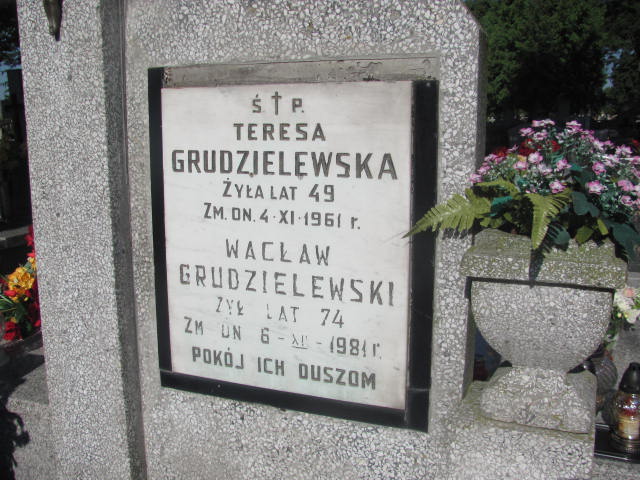 Ś † P.
TERESA
GRUDZIELEWSKA
ŻYŁA LAT 49
ZM. DN. 4·XI·1961 r.
WACŁAW
GRUDZIELEWSKI
ŻYŁ LAT 74
ZM DN 6-XI-1981 r.
POKÓJ ICH DUSZOM